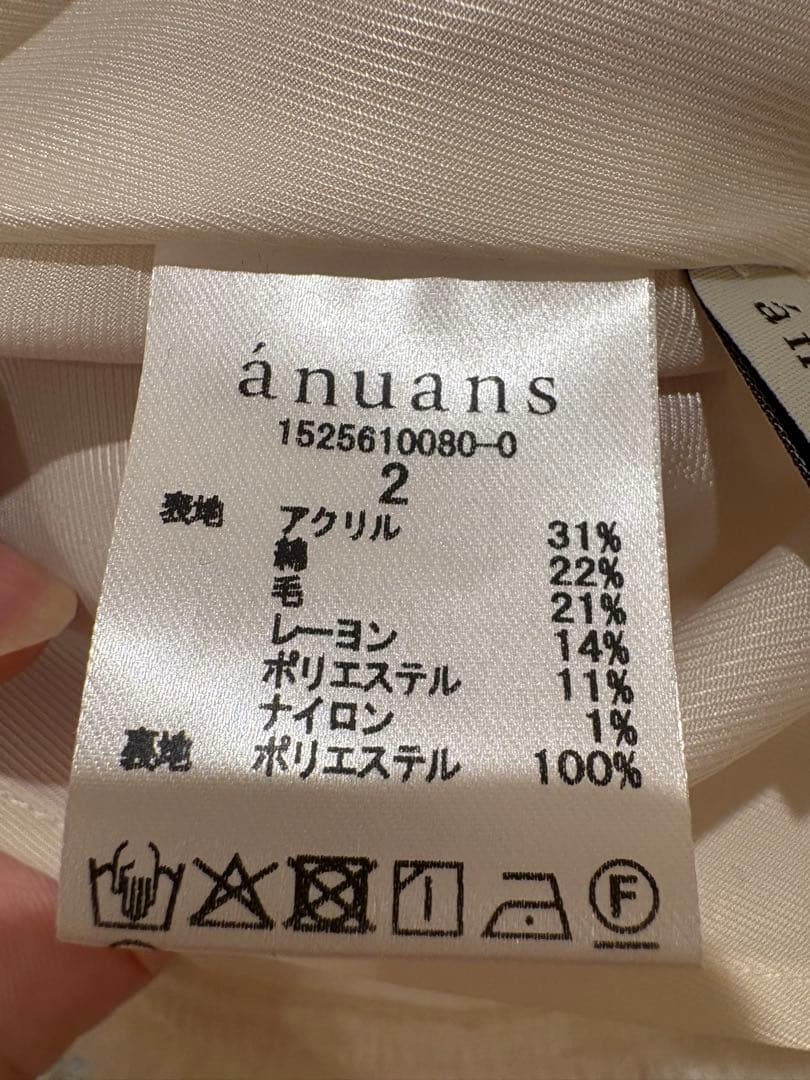 ánuans
1525610080-0
2
表地 アクリル 31%
綿 22%
毛 21%
レーヨン 14%
ポリエステル 11%
ナイロン 1%
裏地 ポリエステル 100%
F